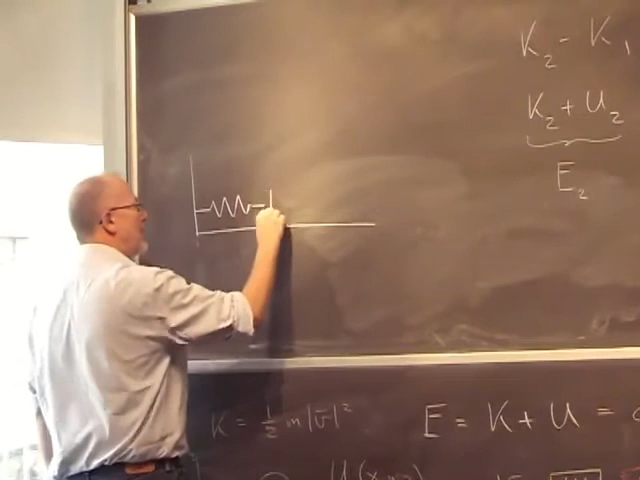 K₂ - K₁
K₂ + U₂
E₂
K = ½ m|v̄|²
E = K + U =